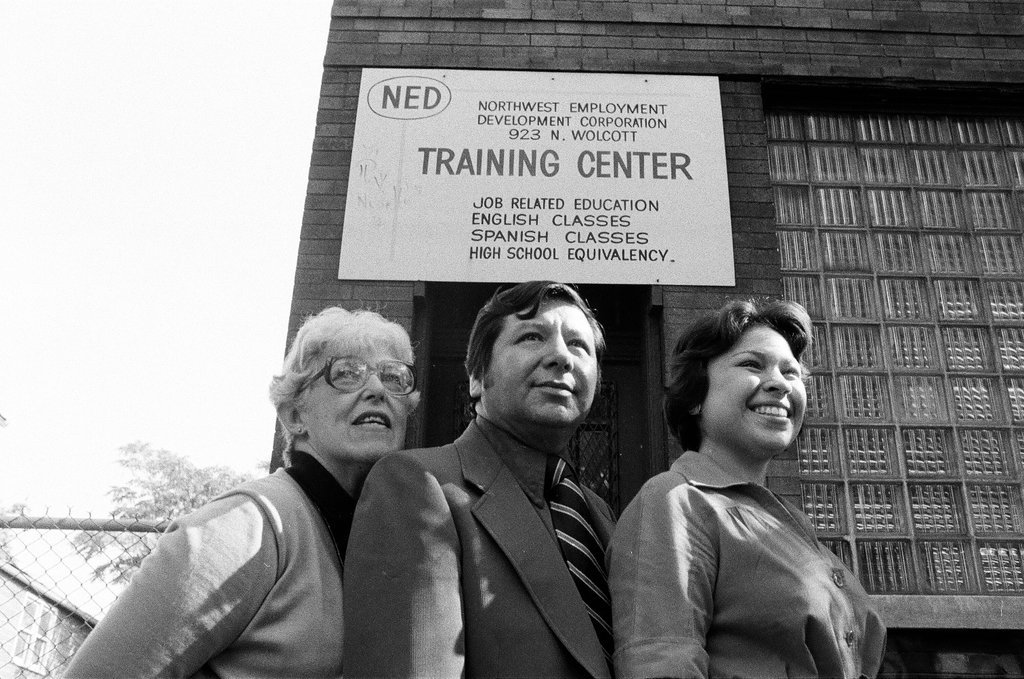 NED
NORTHWEST EMPLOYMENT
DEVELOPMENT CORPORATION
923 N. WOLCOTT
TRAINING CENTER
JOB RELATED EDUCATION
ENGLISH CLASSES
SPANISH CLASSES
HIGH SCHOOL EQUIVALENCY.